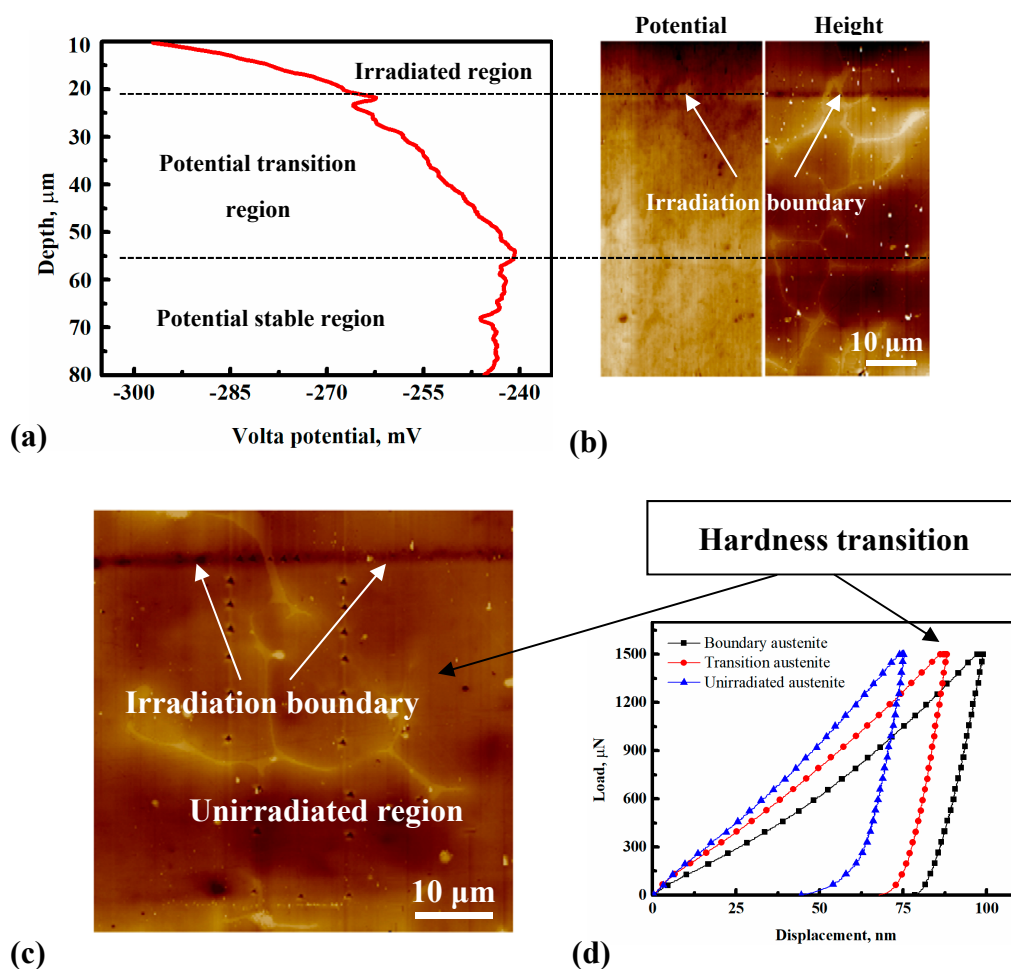 Potential Height
(a)
10
20
30
40
50
60
70
80
Depth, μm
Irradiated region
Potential transition
region
Potential stable region
-300 -285 -270 -255 -240
Volta potential, mV
Irradiation boundary
10 μm
(b)
Hardness transition
Irradiation boundary
Unirradiated region
10 μm
(c)
Boundary austenite
Transition austenite
Unirradiated austenite
1500
1200
900
600
300
0
Load, μN
0 25 50 75 100
Displacement, nm
(d)